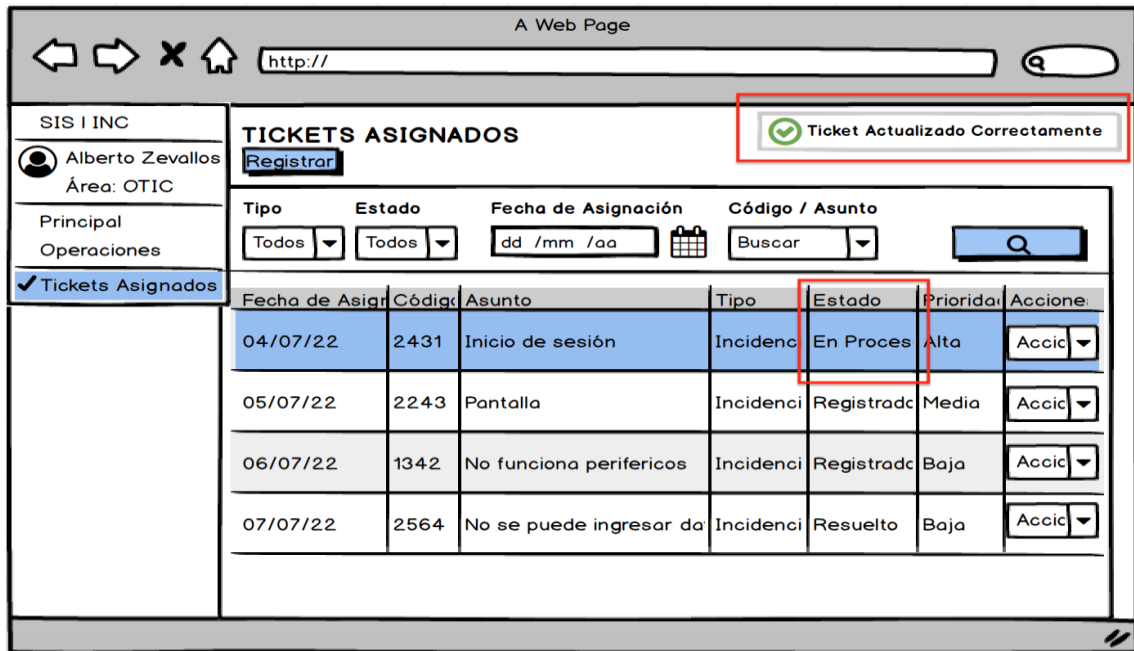 A Web Page
http://
SIS I INC
Alberto Zevallos
Área: OTIC
Principal
Operaciones
Tickets Asignados
TICKETS ASIGNADOS
Registrar
Ticket Actualizado Correctamente
Tipo Estado Fecha de Asignación Código / Asunto
Todos Todos dd /mm /aa Buscar
Fecha de Asigr Códig Asunto Tipo Estado Priorida Accione
04/07/22 2431 Inicio de sesión Incidenc En Proces Alta Accic
05/07/22 2243 Pantalla Incidenci Registrado Media Accic
06/07/22 1342 No funciona perifericos Incidenci Registrado Baja Accic
07/07/22 2564 No se puede ingresar da Incidenci Resuelto Baja Accic